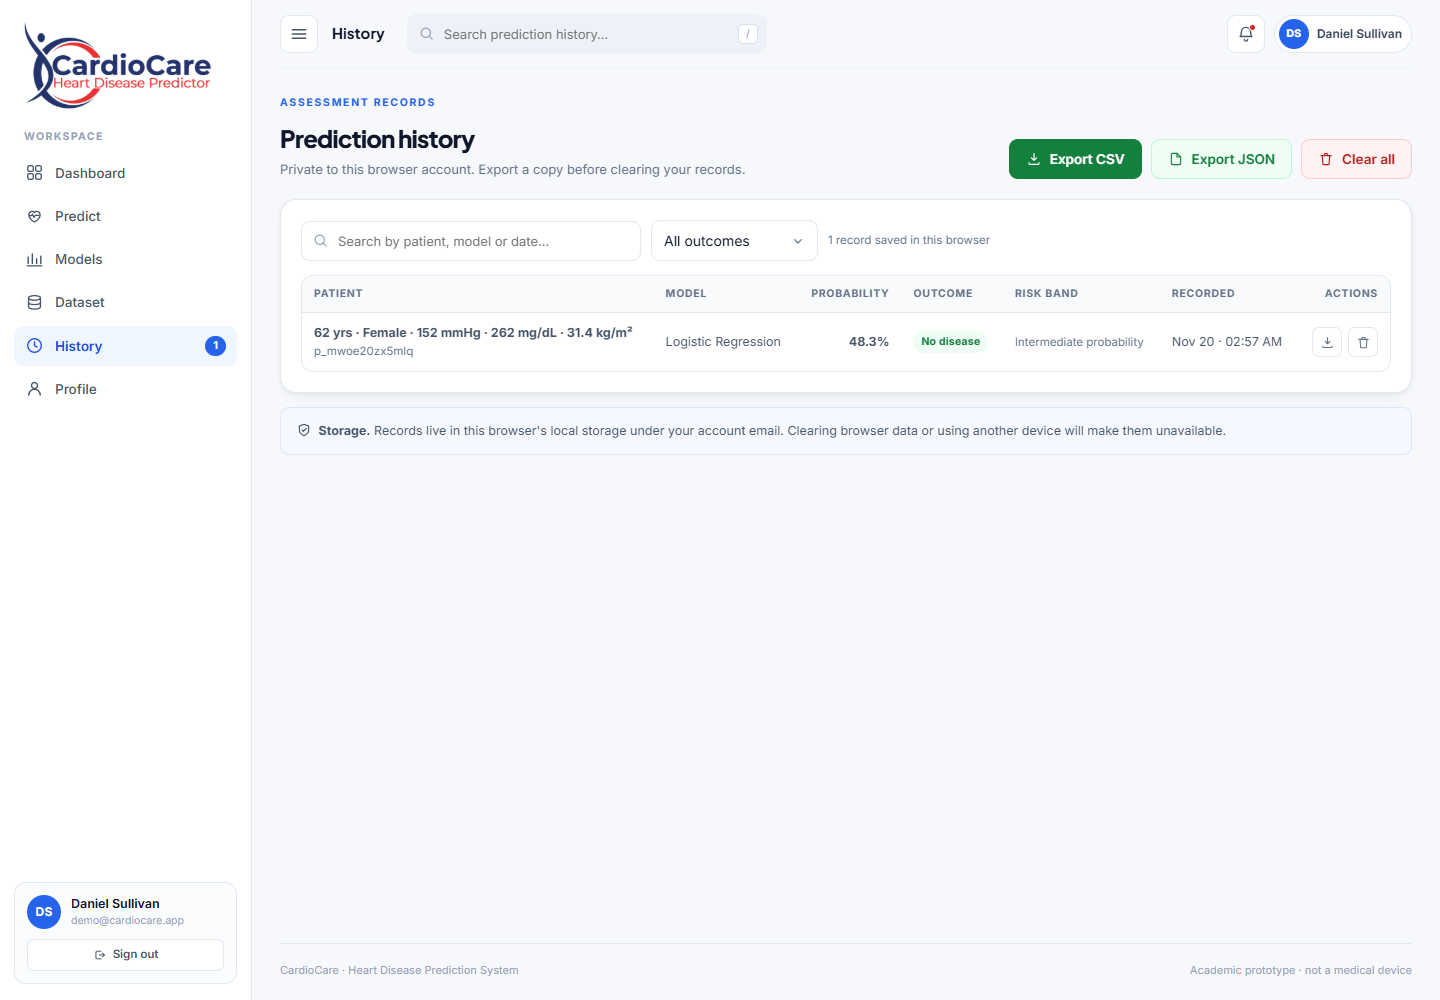 CardioCare
Heart Disease Predictor
WORKSPACE
Dashboard
Predict
Models
Dataset
History
1
Profile
Daniel Sullivan
DS
demo@cardiocare.app
Sign out
History
Search prediction history...
/
DS
Daniel Sullivan
ASSESSMENT RECORDS
Prediction history
Private to this browser account. Export a copy before clearing your records.
Export CSV
Export JSON
Clear all
Search by patient, model or date...
All outcomes
1 record saved in this browser
PATIENT MODEL PROBABILITY OUTCOME RISK BAND RECORDED ACTIONS
62 yrs · Female · 152 mmHg · 262 mg/dL · 31.4 kg/m²
p_mwoe20zx5mlq
Logistic Regression
48.3%
No disease
Intermediate probability
Nov 20 · 02:57 AM
Storage. Records live in this browser's local storage under your account email. Clearing browser data or using another device will make them unavailable.
CardioCare · Heart Disease Prediction System
Academic prototype · not a medical device